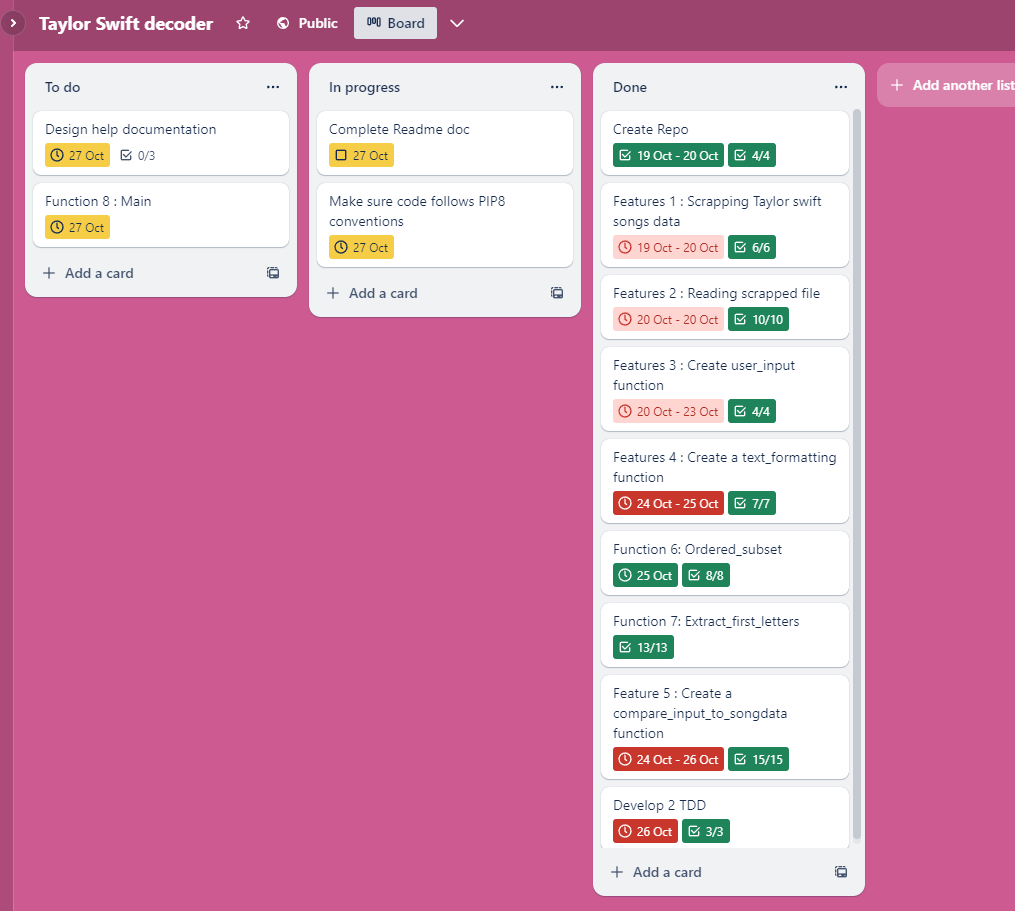 Taylor Swift decoder
Public
Board
To do
Design help documentation
27 Oct
0/3
Function 8 : Main
27 Oct
Add a card
In progress
Complete Readme doc
27 Oct
Make sure code follows PIP8
conventions
27 Oct
Add a card
Done
Create Repo
19 Oct - 20 Oct
4/4
Features 1 : Scrapping Taylor swift
songs data
19 Oct - 20 Oct
6/6
Features 2 : Reading scrapped file
20 Oct - 20 Oct
10/10
Features 3 : Create user_input
function
20 Oct - 23 Oct
4/4
Features 4 : Create a text_formatting
function
24 Oct - 25 Oct
7/7
Function 6: Ordered_subset
25 Oct
8/8
Function 7: Extract_first_letters
13/13
Feature 5 : Create a
compare_input_to_songdata
function
24 Oct - 26 Oct
15/15
Develop 2 TDD
26 Oct
3/3
Add a card
Add another list